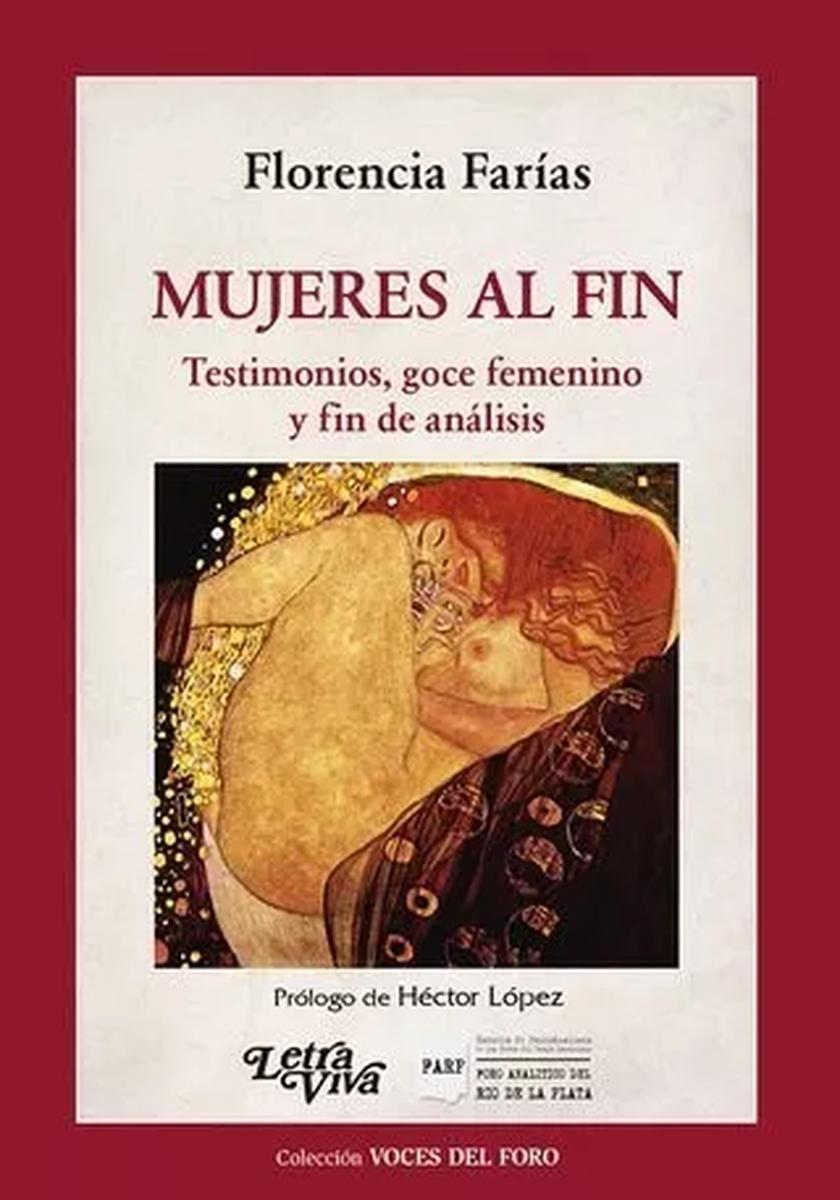 Florencia Farías
MUJERES AL FIN
Testimonios, goce femenino
y fin de análisis
Prólogo de Héctor López
Letra
Viva
FARP
FORO ANALITICO DEL
RIO DE LA PLATA
Colección VOCES DEL FORO